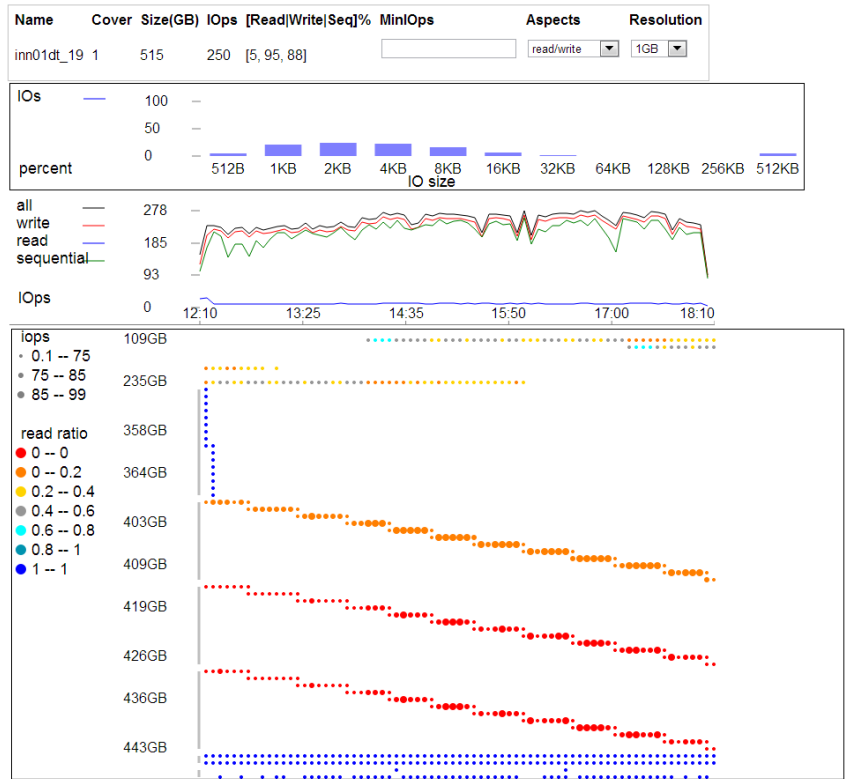 Name Cover Size(GB) IOps [Read|Write|Seq]% MinIOps Aspects Resolution
inn01dt_19 1 515 250 [5, 95, 88] read/write 1GB
IOs 100
50
0
percent 512B 1KB 2KB 4KB 8KB 16KB 32KB 64KB 128KB 256KB 512KB
IO size
all 278
write
read 185
sequential
93
IOps 0
12:10 13:25 14:35 15:50 17:00 18:10
iops 109GB
0.1 -- 75
75 -- 85 235GB
85 -- 99
read ratio 358GB
0 -- 0
0 -- 0.2 364GB
0.2 -- 0.4
0.4 -- 0.6 403GB
0.6 -- 0.8
0.8 -- 1 409GB
1 -- 1
419GB
426GB
436GB
443GB